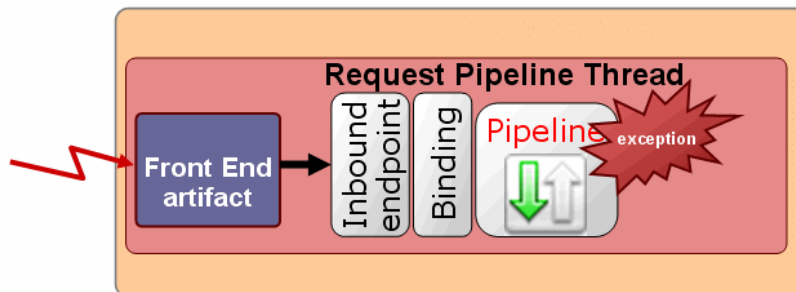 Request Pipeline Thread
Front End
artifact
Inbound
endpoint
Binding
Pipeline
exception